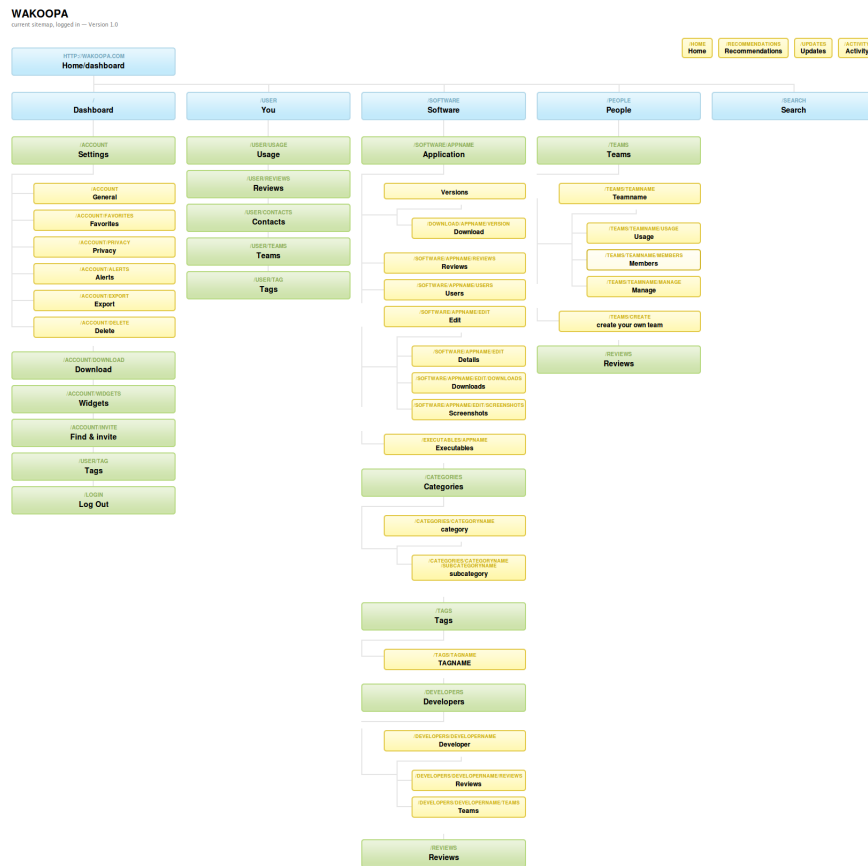 WAKOOPA
current sitemap, logged in — Version 1.0
/HOME
Home
/RECOMMENDATIONS
Recommendations
/UPDATES
Updates
/ACTIVITY
Activity
HTTP://WAKOOPA.COM
Home/dashboard
/
Dashboard
/ACCOUNT
Settings
/ACCOUNT
General
/ACCOUNT/FAVORITES
Favorites
/ACCOUNT/PRIVACY
Privacy
/ACCOUNT/ALERTS
Alerts
/ACCOUNT/EXPORT
Export
/ACCOUNT/DELETE
Delete
/ACCOUNT/DOWNLOAD
Download
/ACCOUNT/WIDGETS
Widgets
/ACCOUNT/INVITE
Find & invite
/USER/TAG
Tags
/LOGIN
Log Out
/USER
You
/USER/USAGE
Usage
/USER/REVIEWS
Reviews
/USER/CONTACTS
Contacts
/USER/TEAMS
Teams
/USER/TAG
Tags
/SOFTWARE
Software
/SOFTWARE/APPNAME
Application
Versions
/DOWNLOAD/APPNAME/VERSION
Download
/SOFTWARE/APPNAME/REVIEWS
Reviews
/SOFTWARE/APPNAME/USERS
Users
/SOFTWARE/APPNAME/EDIT
Edit
/SOFTWARE/APPNAME/EDIT
Details
/SOFTWARE/APPNAME/EDIT/DOWNLOADS
Downloads
/SOFTWARE/APPNAME/EDIT/SCREENSHOTS
Screenshots
/EXECUTABLES/APPNAME
Executables
/CATEGORIES
Categories
/CATEGORIES/CATEGORYNAME
category
/CATEGORIES/CATEGORYNAME
/SUBCATEGORYNAME
subcategory
/TAGS
Tags
/TAGS/TAGNAME
TAGNAME
/DEVELOPERS
Developers
/DEVELOPERS/DEVELOPERNAME
Developer
/DEVELOPERS/DEVELOPERNAME/REVIEWS
Reviews
/DEVELOPERS/DEVELOPERNAME/TEAMS
Teams
/REVIEWS
Reviews
/PEOPLE
People
/TEAMS
Teams
/TEAMS/TEAMNAME
Teamname
/TEAMS/TEAMNAME/USAGE
Usage
/TEAMS/TEAMNAME/MEMBERS
Members
/TEAMS/TEAMNAME/MANAGE
Manage
/TEAMS/CREATE
create your own team
/REVIEWS
Reviews
/SEARCH
Search